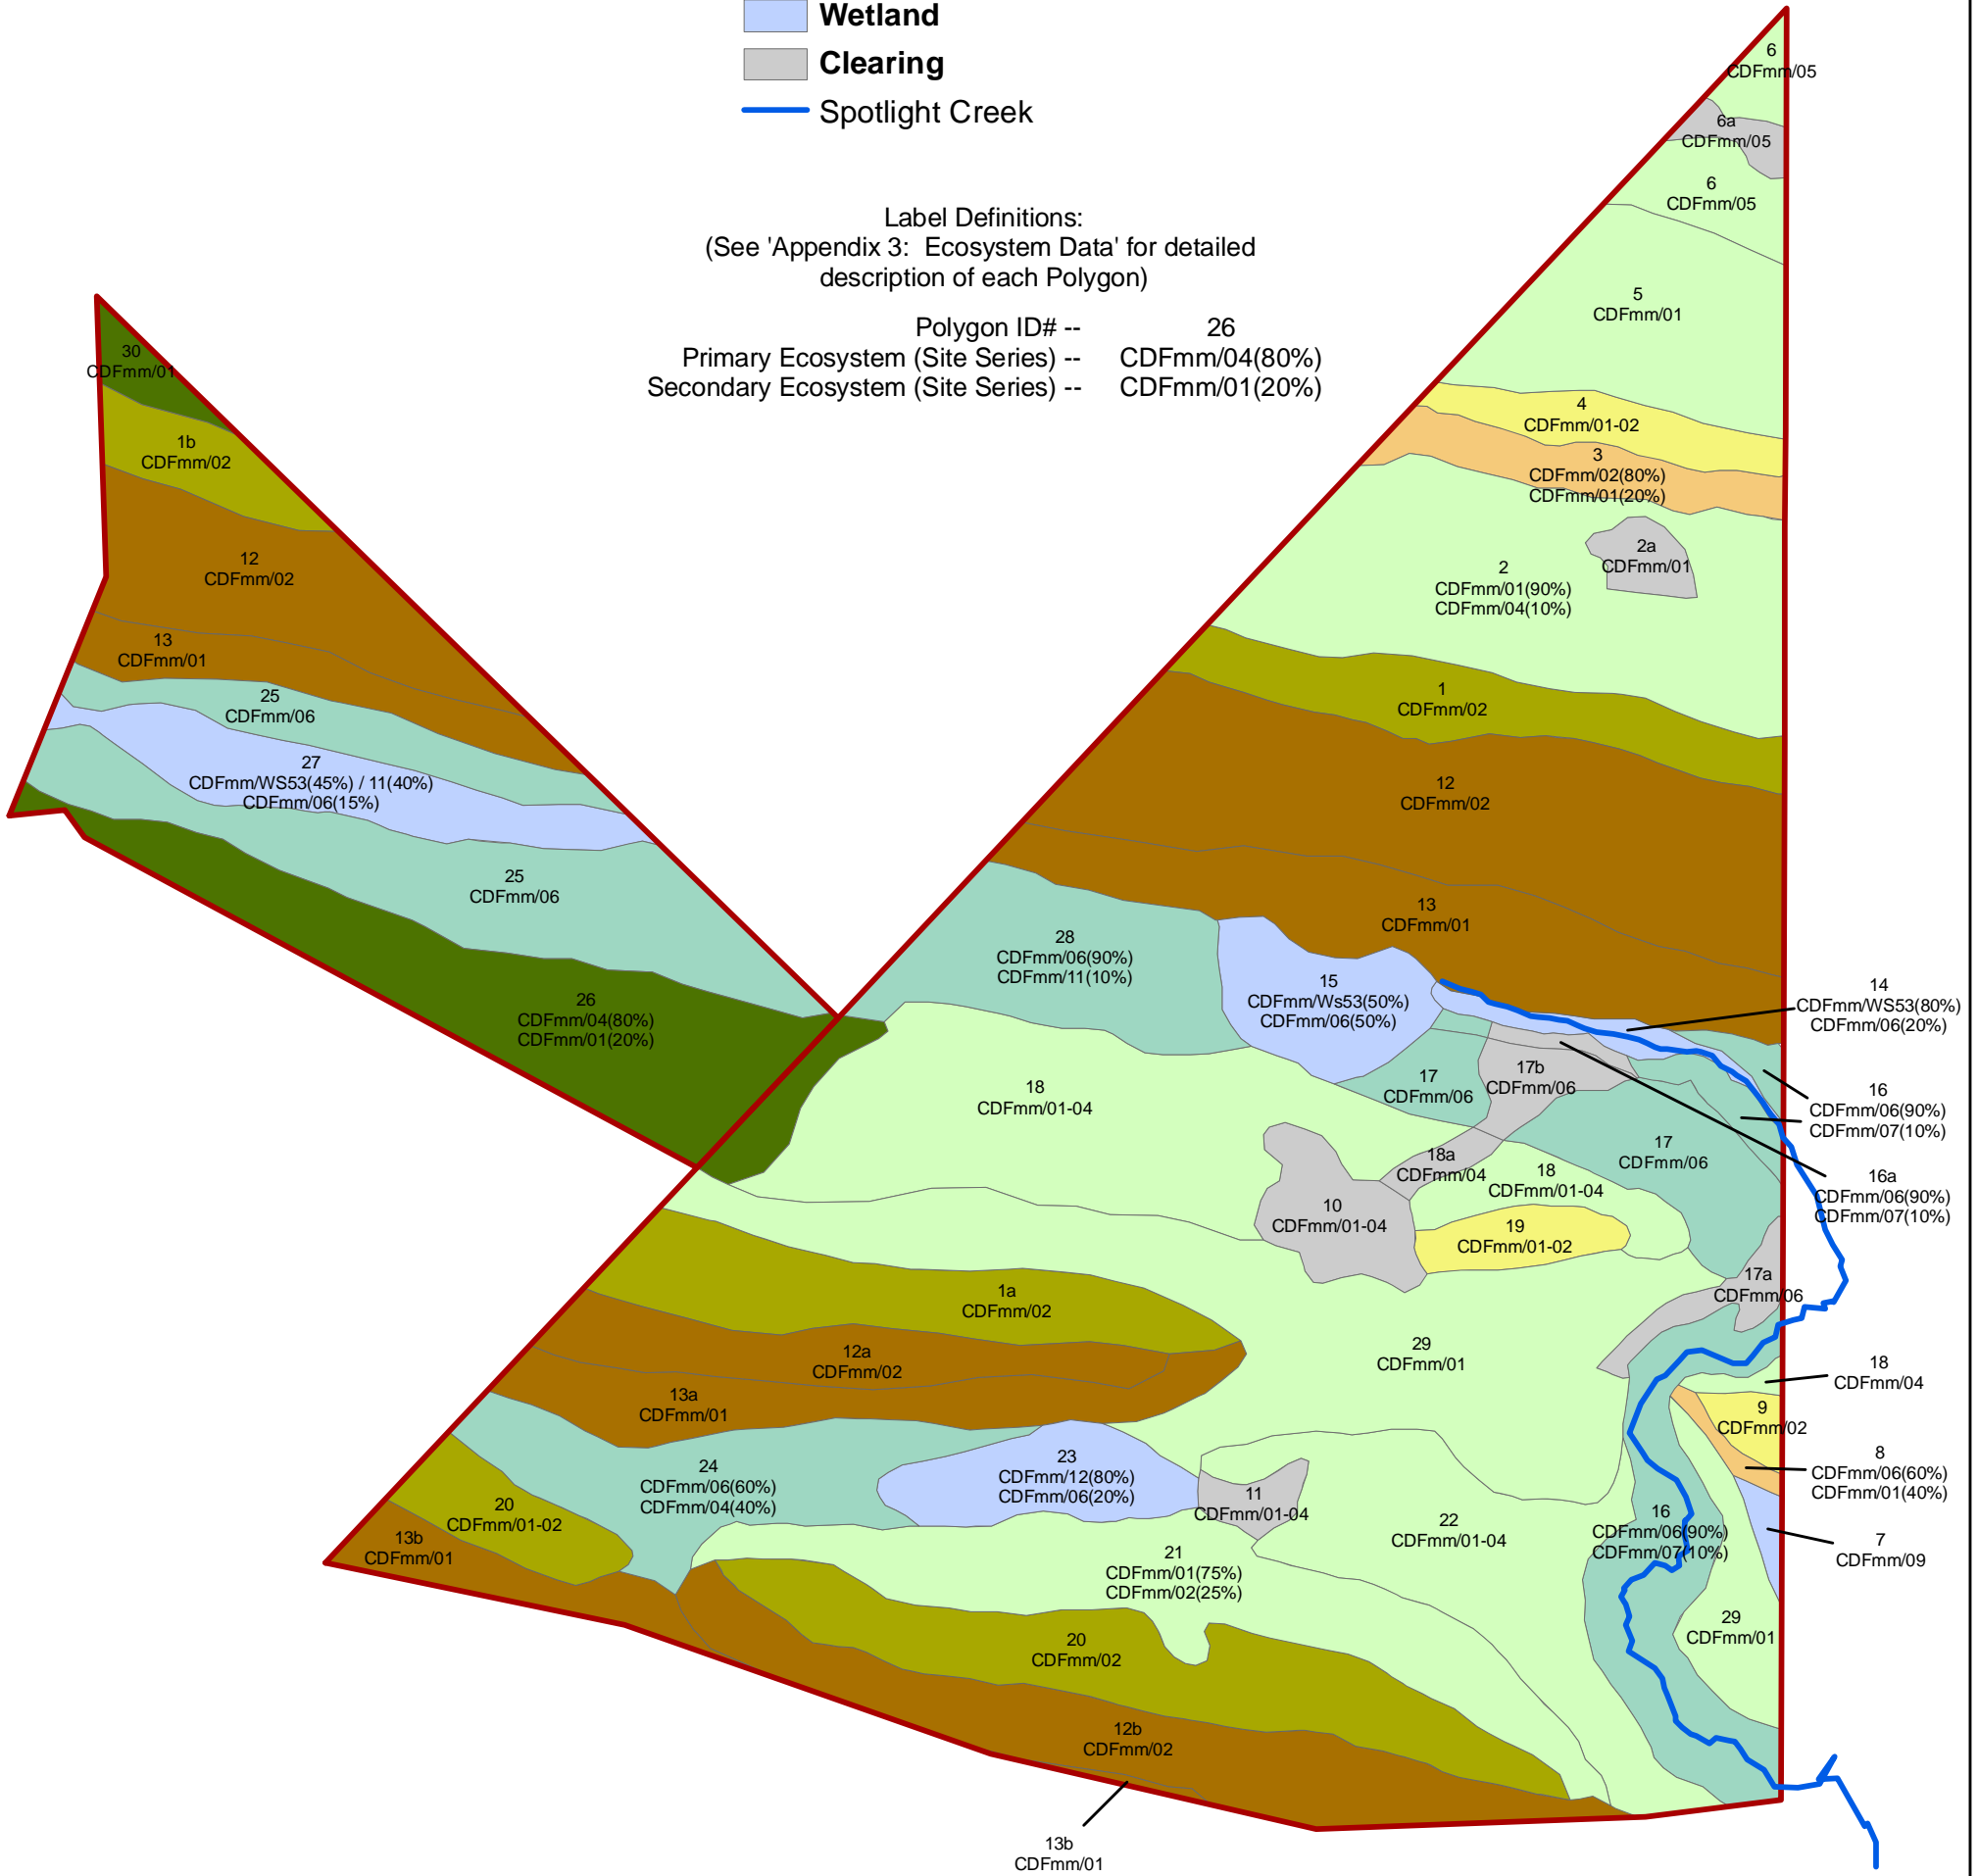 Wetland
Clearing
Spotlight Creek
Label Definitions:
(See 'Appendix 3: Ecosystem Data' for detailed
description of each Polygon)
Polygon ID# -- 26
Primary Ecosystem (Site Series) -- CDFmm/04(80%)
Secondary Ecosystem (Site Series) -- CDFmm/01(20%)
6
CDFmm/05
6a
CDFmm/05
6
CDFmm/05
5
CDFmm/01
4
CDFmm/01-02
3
CDFmm/02(80%)
CDFmm/01(20%)
2a
CDFmm/01
2
CDFmm/01(90%)
CDFmm/04(10%)
1
CDFmm/02
12
CDFmm/02
13
CDFmm/01
30
CDFmm/01
1b
CDFmm/02
12
CDFmm/02
13
CDFmm/01
25
CDFmm/06
27
CDFmm/WS53(45%) / 11(40%)
CDFmm/06(15%)
25
CDFmm/06
26
CDFmm/04(80%)
CDFmm/01(20%)
28
CDFmm/06(90%)
CDFmm/11(10%)
15
CDFmm/Ws53(50%)
CDFmm/06(50%)
14
CDFmm/WS53(80%)
CDFmm/06(20%)
17
CDFmm/06
17b
CDFmm/06
16
CDFmm/06(90%)
CDFmm/07(10%)
18
CDFmm/01-04
18a
CDFmm/04
17
CDFmm/06
18
CDFmm/01-04
16a
CDFmm/06(90%)
CDFmm/07(10%)
10
CDFmm/01-04
19
CDFmm/01-02
17a
CDFmm/06
1a
CDFmm/02
29
CDFmm/01
12a
CDFmm/02
18
CDFmm/04
13a
CDFmm/01
9
CDFmm/02
8
CDFmm/06(60%)
CDFmm/01(40%)
24
CDFmm/06(60%)
CDFmm/04(40%)
23
CDFmm/12(80%)
CDFmm/06(20%)
11
CDFmm/01-04
20
CDFmm/01-02
22
CDFmm/01-04
16
CDFmm/06(90%)
CDFmm/07(10%)
7
CDFmm/09
13b
CDFmm/01
21
CDFmm/01(75%)
CDFmm/02(25%)
29
CDFmm/01
20
CDFmm/02
12b
CDFmm/02
13b
CDFmm/01